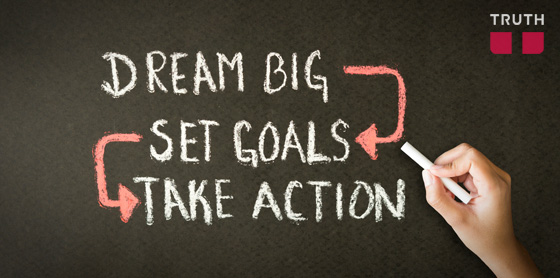 TRUTH
DREAM BIG
SET GOALS
TAKE ACTION